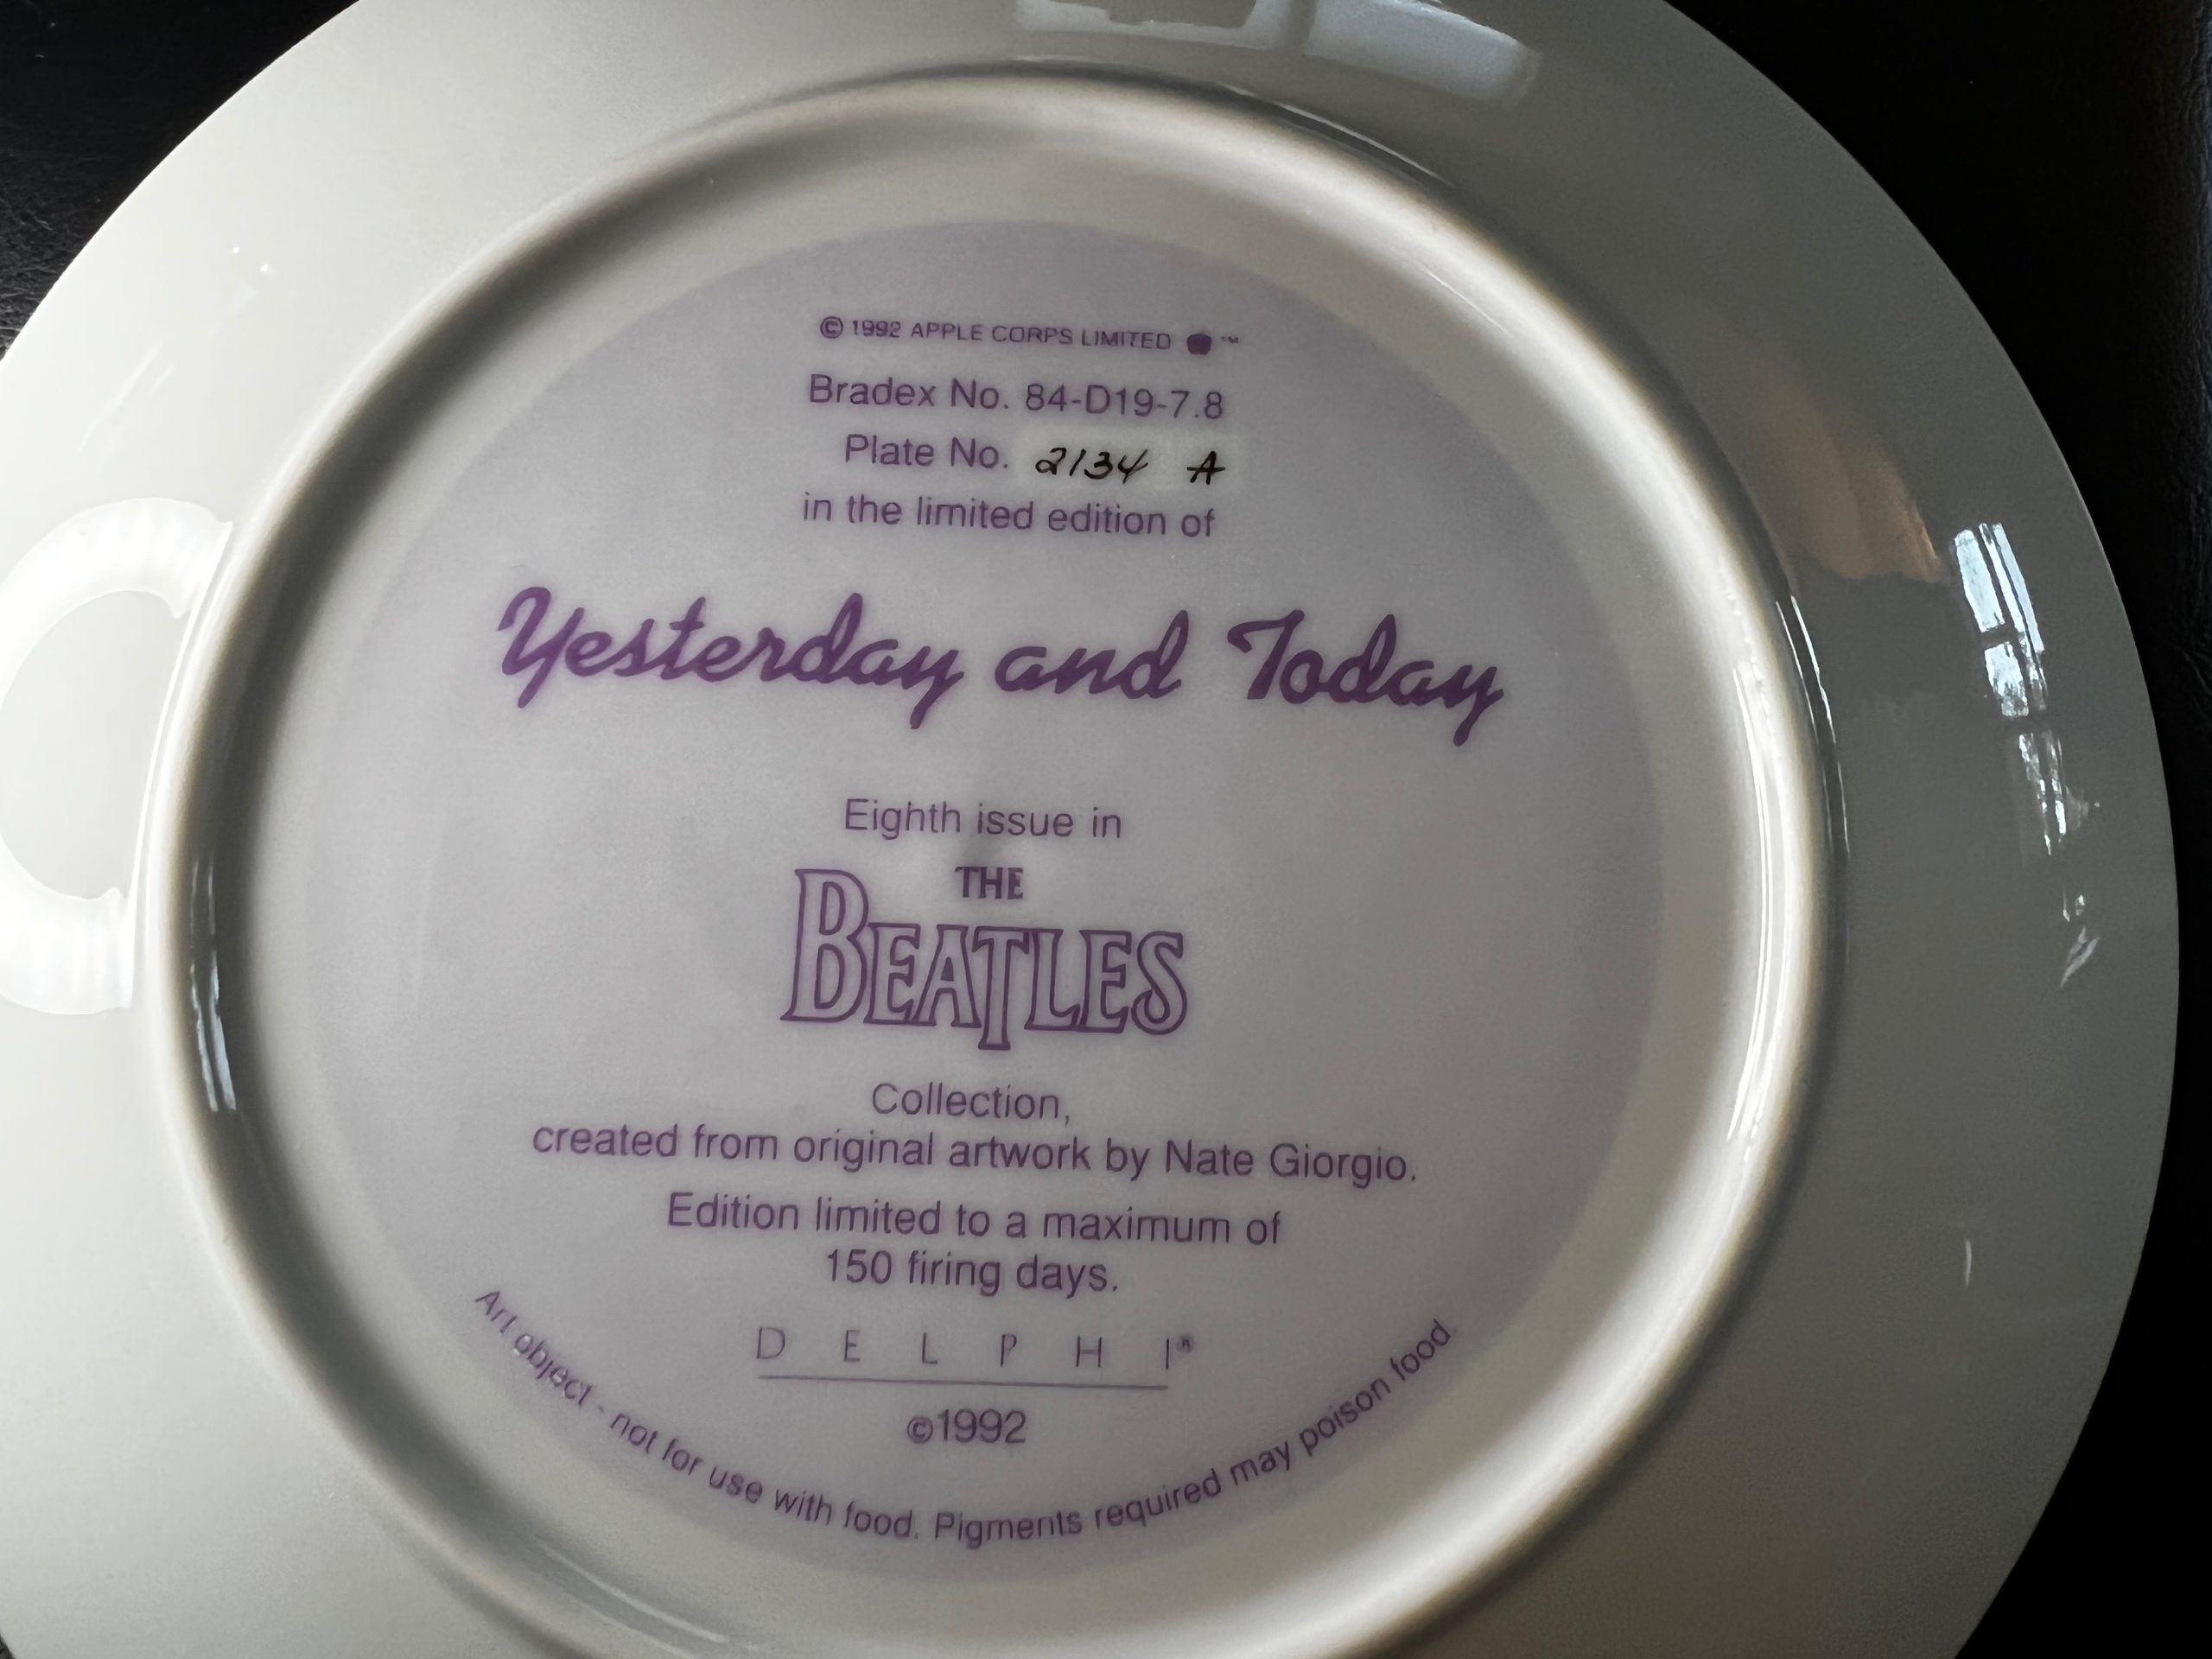 © 1992 APPLE CORPS LIMITED ™
Bradex No. 84-D19-7.8
Plate No. 2134 A
in the limited edition of
Yesterday and Today
Eighth issue in
THE
BEATLES
Collection,
created from original artwork by Nate Giorgio.
Edition limited to a maximum of
150 firing days.
DELPHI®
©1992
Art object - not for use with food. Pigments required may poison food.